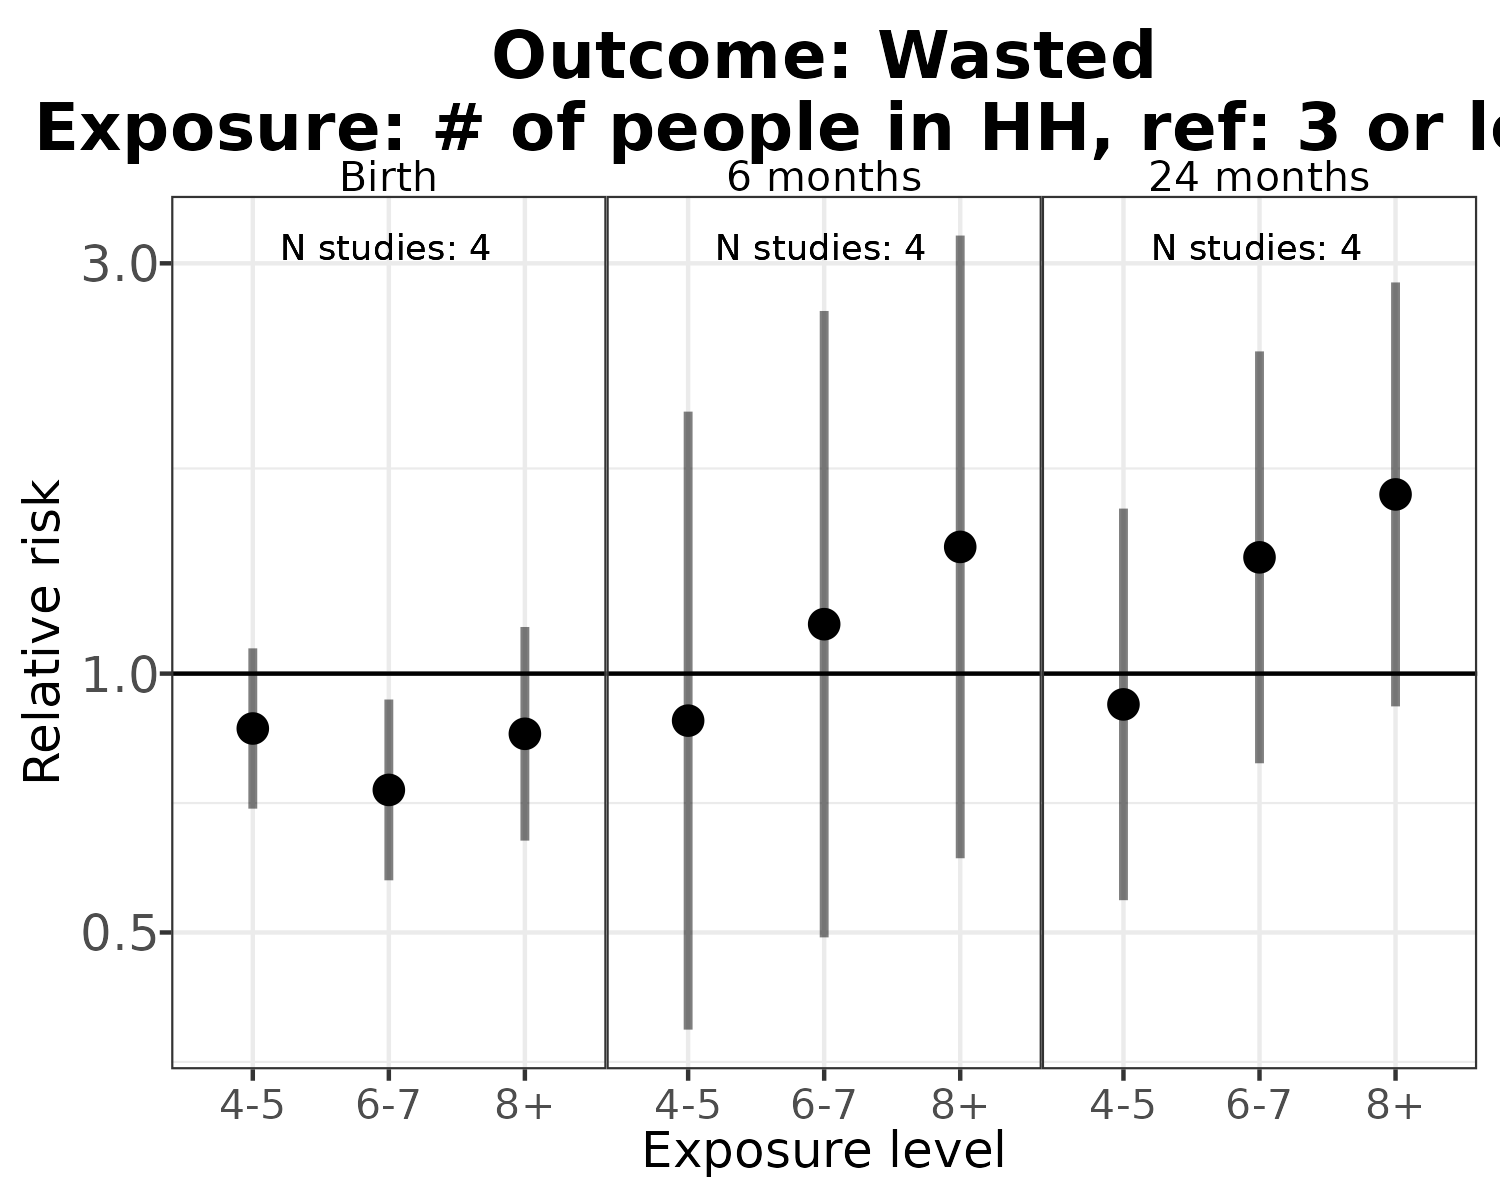 Outcome: Wasted
Exposure: # of people in HH, ref: 3 or
Birth
6 months
24 months
N studies: 4
N studies: 4
N studies: 4
3.0
1.0
0.5
Relative risk
4-5
6-7
8+
4-5
6-7
8+
4-5
6-7
8+
Exposure level